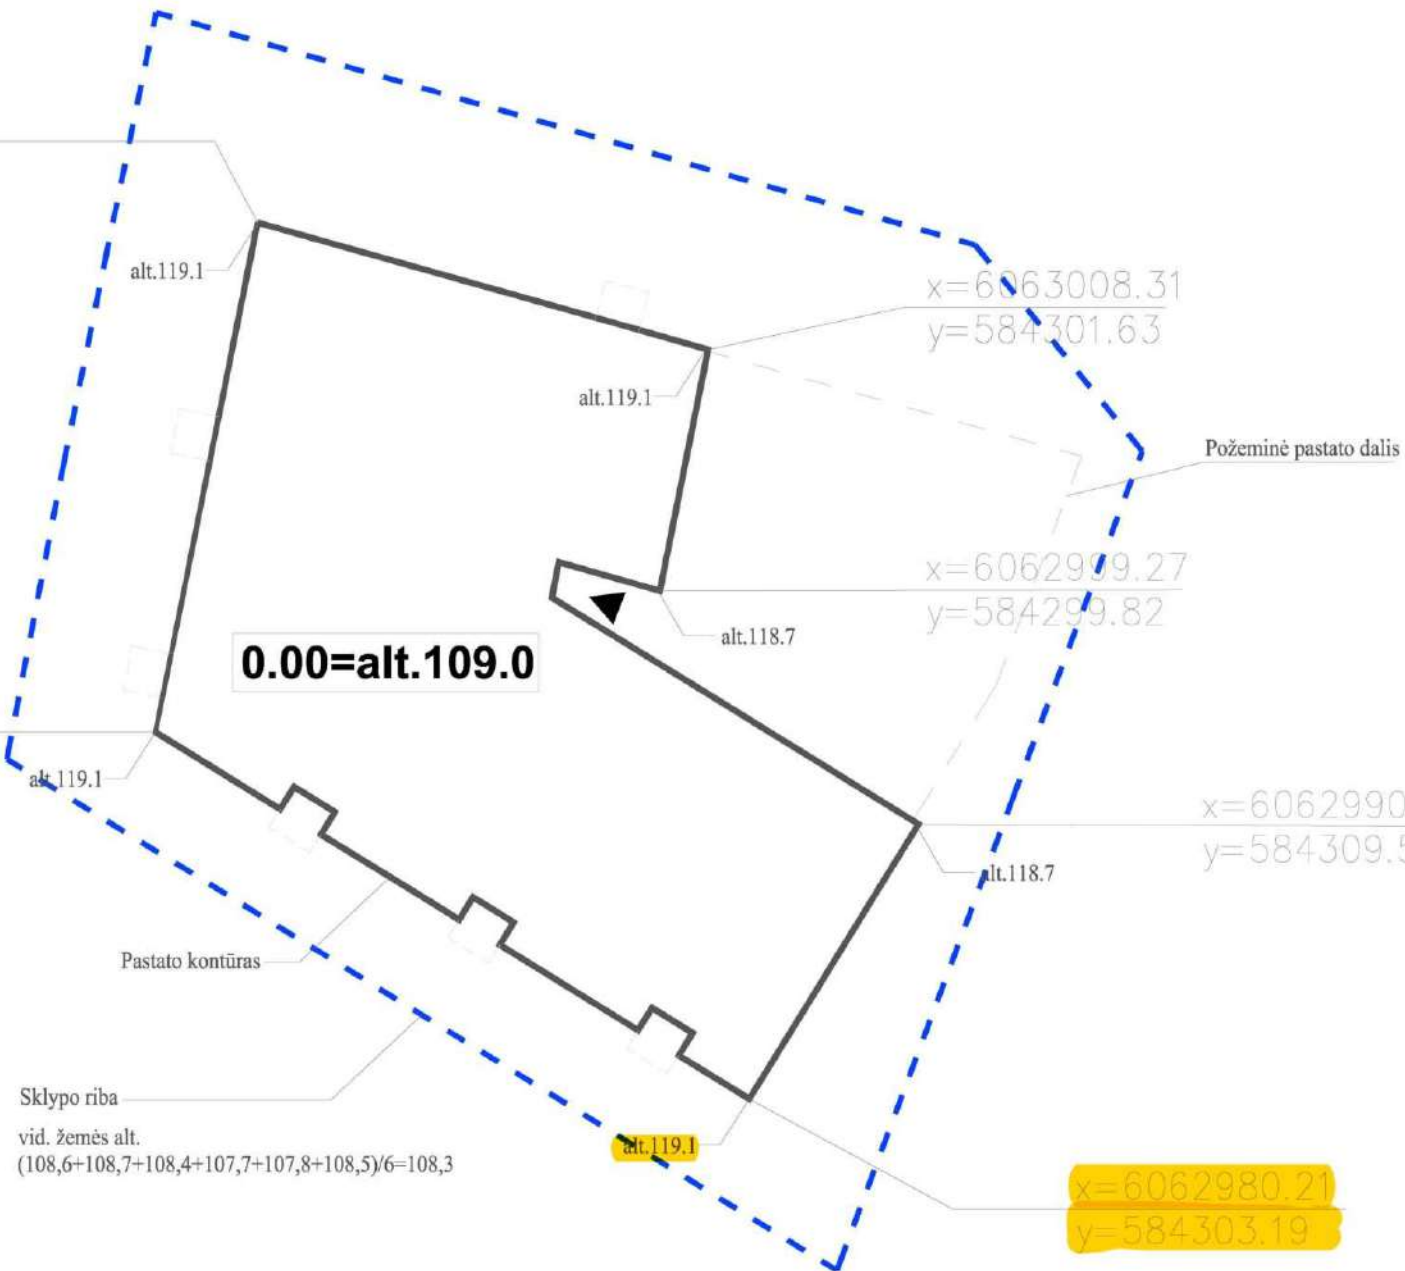 alt.119.1
x=6063008.31
y=584301.63
alt.119.1
Požeminė pastato dalis
x=6062999.27
y=584299.82
alt.118.7
0.00=alt.109.0
alt.119.1
x=6062990
y=584309.5
alt.118.7
Pastato kontūras
Sklypo riba
vid. žemės alt.
(108,6+108,7+108,4+107,7+107,8+108,5)/6=108,3
alt.119.1
x=6062980.21
y=584303.19